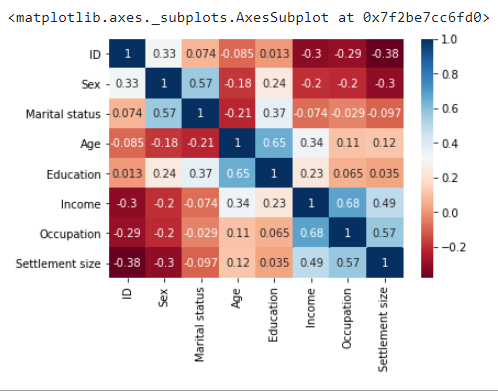 <matplotlib.axes._subplots.AxesSubplot at 0x7f2be7cc6fd0>
ID 1 0.33 0.074 -0.085 0.013 -0.3 -0.29 -0.38
Sex 0.33 1 0.57 -0.18 0.24 -0.2 -0.2 -0.3
Marital status 0.074 0.57 1 -0.21 0.37 -0.074 -0.029 -0.097
Age -0.085 -0.18 -0.21 1 0.65 0.34 0.11 0.12
Education 0.013 0.24 0.37 0.65 1 0.23 0.065 0.035
Income -0.3 -0.2 -0.074 0.34 0.23 1 0.68 0.49
Occupation -0.29 -0.2 -0.029 0.11 0.065 0.68 1 0.57
Settlement size -0.38 -0.3 -0.097 0.12 0.035 0.49 0.57 1
ID Sex Marital status Age Education Income Occupation Settlement size
1.0
0.8
0.6
0.4
0.2
0.0
−0.2